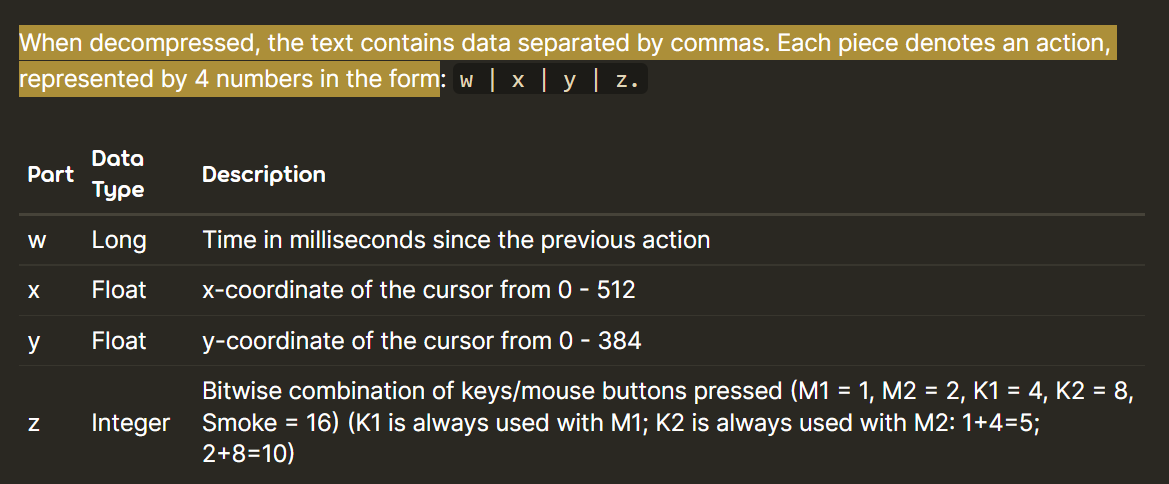 When decompressed, the text contains data separated by commas. Each piece denotes an action,
represented by 4 numbers in the form: w | x | y | z.
Part Data Type Description
w Long Time in milliseconds since the previous action
x Float x-coordinate of the cursor from 0 - 512
y Float y-coordinate of the cursor from 0 - 384
z Integer Bitwise combination of keys/mouse buttons pressed (M1 = 1, M2 = 2, K1 = 4, K2 = 8,
Smoke = 16) (K1 is always used with M1; K2 is always used with M2: 1+4=5;
2+8=10)